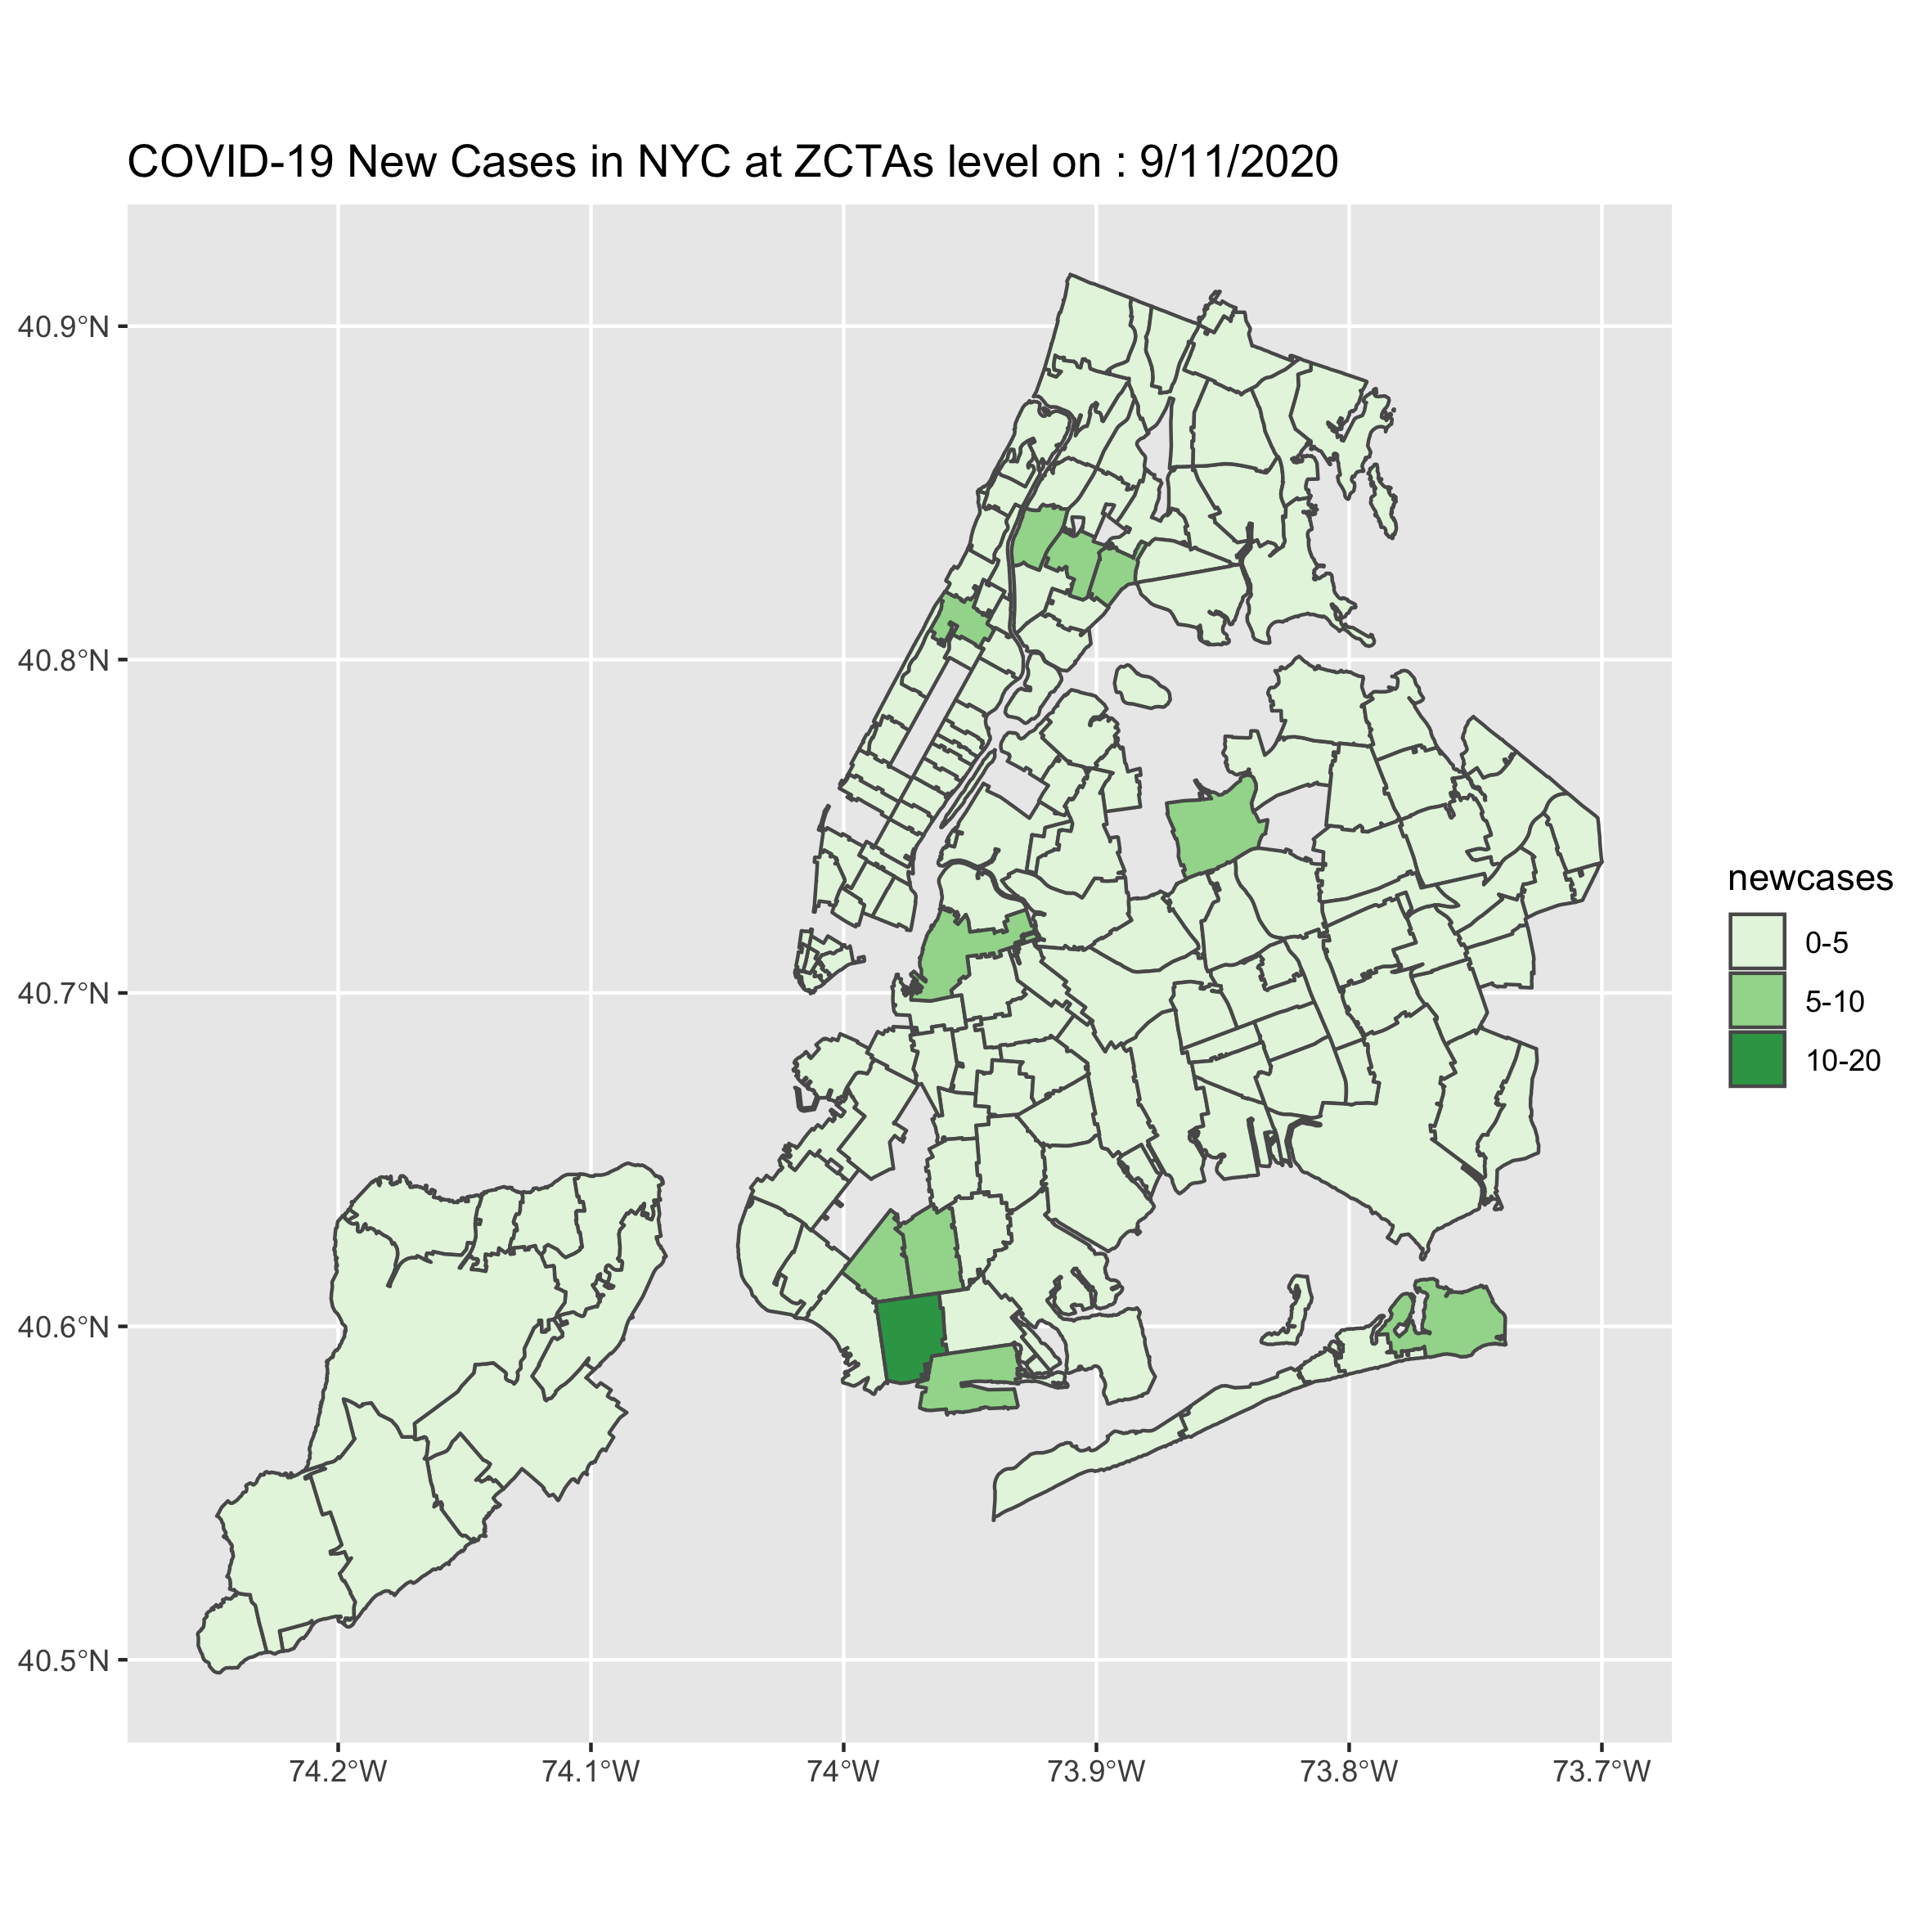 COVID-19 New Cases in NYC at ZCTAs level on : 9/11/2020
40.9°N
40.8°N
40.7°N
40.6°N
40.5°N
74.2°W
74.1°W
74°W
73.9°W
73.8°W
73.7°W
newcases
0-5
5-10
10-20